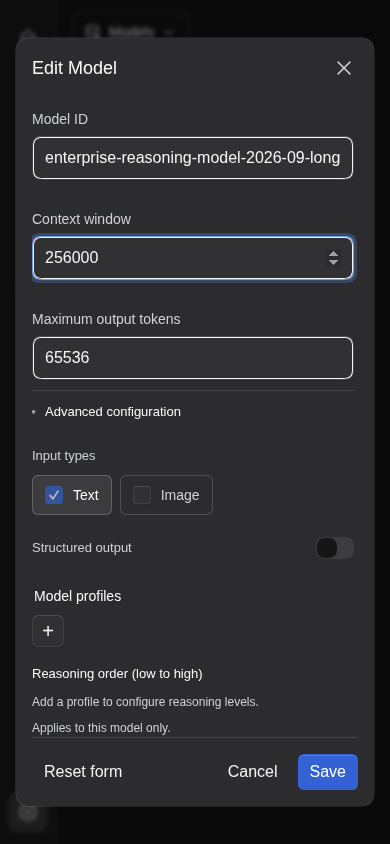 Models
Edit Model
Model ID
enterprise-reasoning-model-2026-09-long
Context window
256000
Maximum output tokens
65536
Advanced configuration
Input types
Text
Image
Structured output
Model profiles
+
Reasoning order (low to high)
Add a profile to configure reasoning levels.
Applies to this model only.
Reset form
Cancel
Save